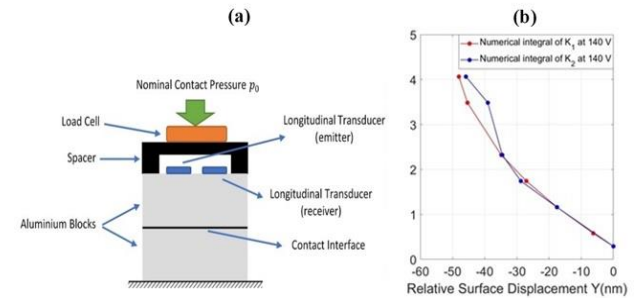 (a)
Nominal Contact Pressure p₀
Load Cell
Longitudinal Transducer
(emitter)
Spacer
Longitudinal Transducer
(receiver)
Aluminium Blocks
Contact Interface
(b)
Numerical integral of K₁ at 140 V
Numerical integral of K₂ at 140 V
5
4
3
2
1
0
-60 -50 -40 -30 -20 -10 0
Relative Surface Displacement Y(nm)